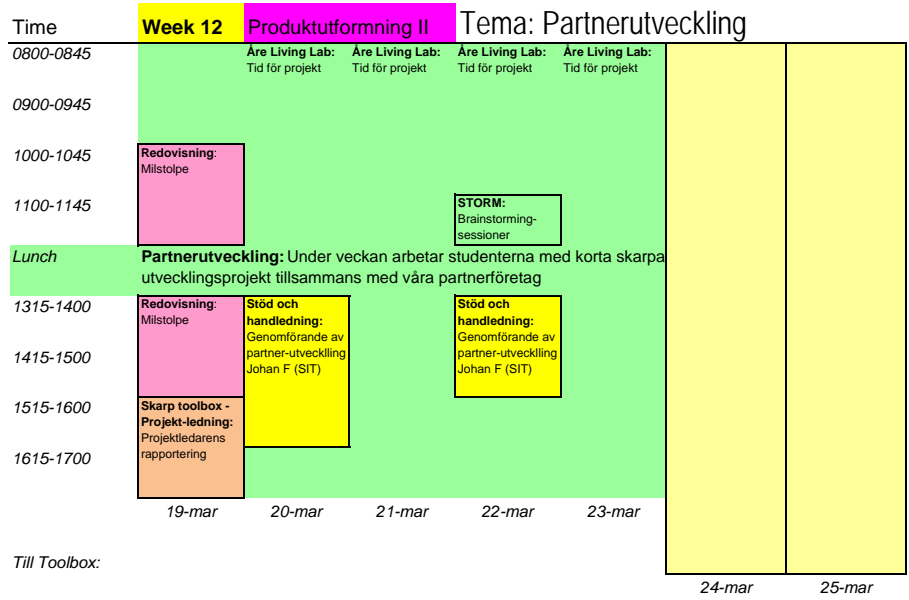 Time Week 12 Produktutformning II Tema: Partnerutveckling
0800-0845
Åre Living Lab: Åre Living Lab: Åre Living Lab: Åre Living Lab:
Tid för projekt Tid för projekt Tid för projekt Tid för projekt
0900-0945
1000-1045
Redovisning:
Milstolpe
1100-1145
STORM:
Brainstorming-
sessioner
Lunch
Partnerutveckling: Under veckan arbetar studenterna med korta skarpa
utvecklingsprojekt tillsammans med våra partnerföretag
1315-1400
Redovisning:
Milstolpe
Stöd och
handledning:
Genomförande av
partner-utvecklling
Johan F (SIT)
Stöd och
handledning:
Genomförande av
partner-utvecklling
Johan F (SIT)
1415-1500
1515-1600
Skarp toolbox -
Projekt-ledning:
Projektledarens
rapportering
1615-1700
19-mar 20-mar 21-mar 22-mar 23-mar
Till Toolbox:
24-mar 25-mar